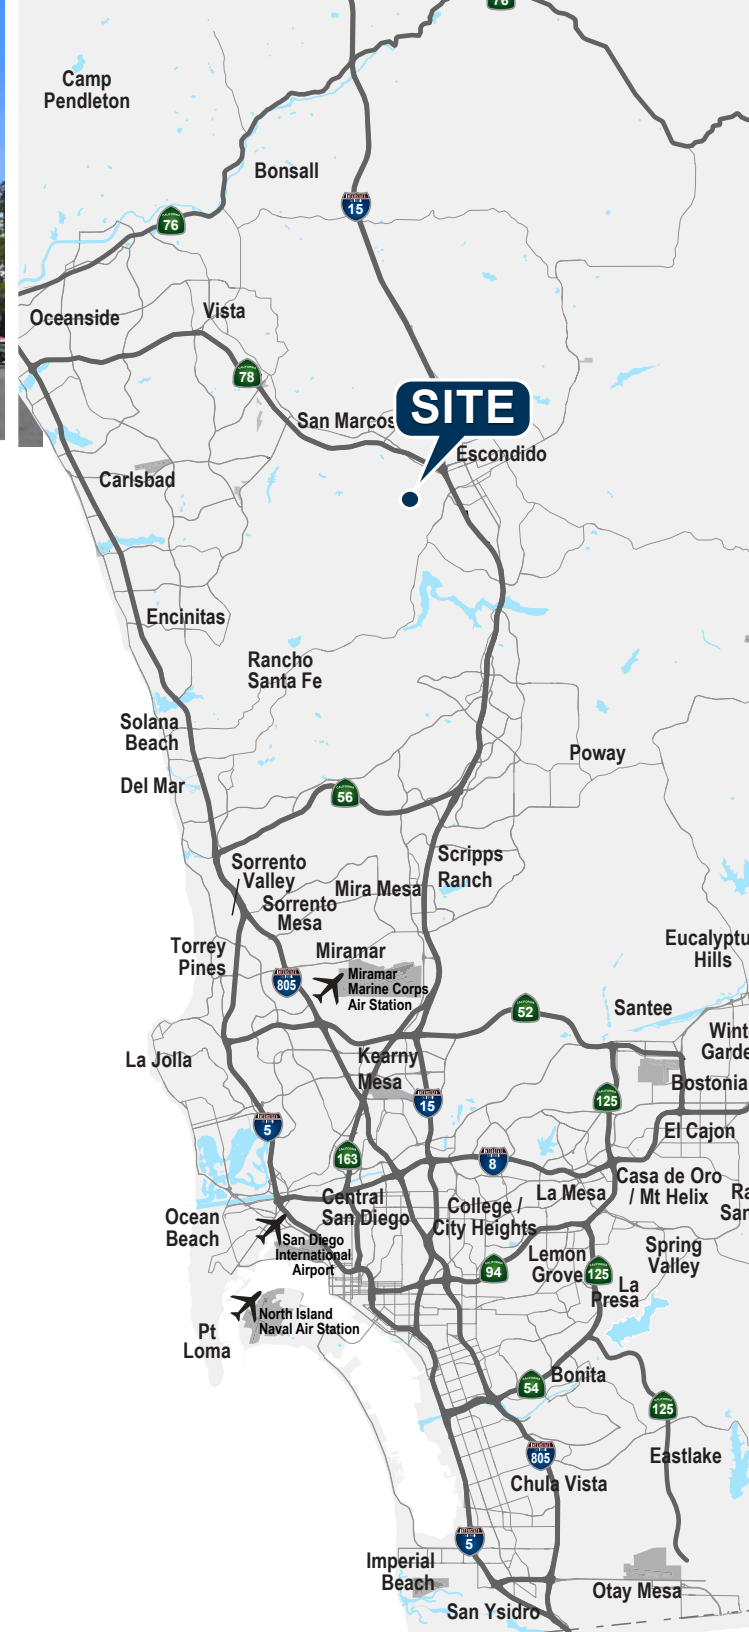 76
Camp
Pendleton
Bonsall
15
76
Oceanside
Vista
78
San Marcos
SITE
Escondido
Carlsbad
Encinitas
Rancho
Santa Fe
Solana
Beach
Poway
Del Mar
56
Sorrento
Valley
Scripps
Ranch
Mira Mesa
Sorrento
Mesa
Torrey
Pines
Miramar
Eucalyptu
Hills
805
Miramar
Marine Corps
Air Station
52
Santee
Wint
Garde
La Jolla
Kearny
Mesa
Bostonia
15
125
5
El Cajon
163
8
Casa de Oro
/ Mt Helix
Ra
San
La Mesa
Central
San Diego
College /
City Heights
Ocean
Beach
San Diego
International
Airport
Lemon
Grove
Spring
Valley
94
125
La
Presa
North Island
Naval Air Station
Pt
Loma
54
Bonita
125
805
Eastlake
Chula Vista
5
Imperial
Beach
Otay Mesa
San Ysidro